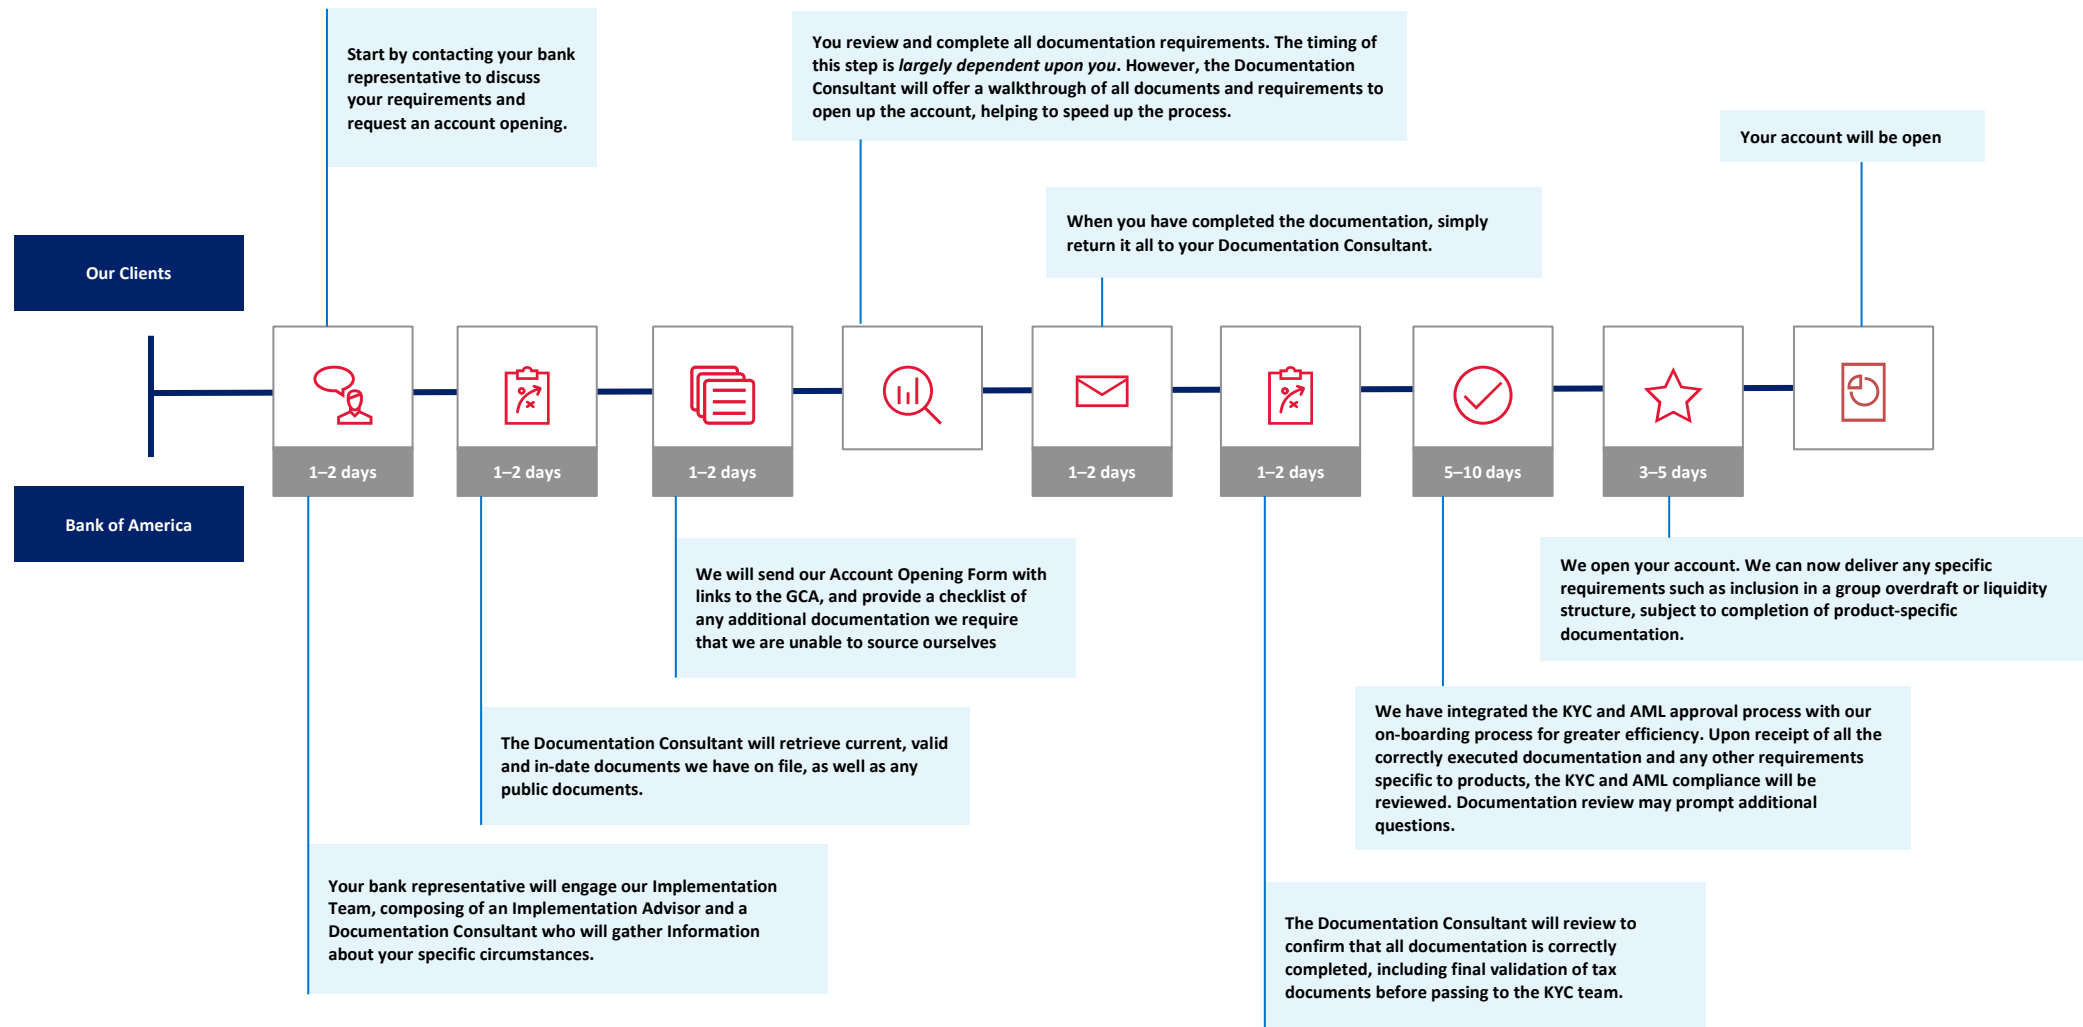 Start by contacting your bank
representative to discuss
your requirements and
request an account opening.
You review and complete all documentation requirements. The timing of
this step is largely dependent upon you. However, the Documentation
Consultant will offer a walkthrough of all documents and requirements to
open up the account, helping to speed up the process.
Your account will be open
When you have completed the documentation, simply
return it all to your Documentation Consultant.
Our Clients
Bank of America
1–2 days
1–2 days
1–2 days
1–2 days
1–2 days
5–10 days
3–5 days
We will send our Account Opening Form with
links to the GCA, and provide a checklist of
any additional documentation we require
that we are unable to source ourselves
We open your account. We can now deliver any specific
requirements such as inclusion in a group overdraft or liquidity
structure, subject to completion of product-specific
documentation.
The Documentation Consultant will retrieve current, valid
and in-date documents we have on file, as well as any
public documents.
We have integrated the KYC and AML approval process with our
on-boarding process for greater efficiency. Upon receipt of all the
correctly executed documentation and any other requirements
specific to products, the KYC and AML compliance will be
reviewed. Documentation review may prompt additional
questions.
Your bank representative will engage our Implementation
Team, composing of an Implementation Advisor and a
Documentation Consultant who will gather Information
about your specific circumstances.
The Documentation Consultant will review to
confirm that all documentation is correctly
completed, including final validation of tax
documents before passing to the KYC team.